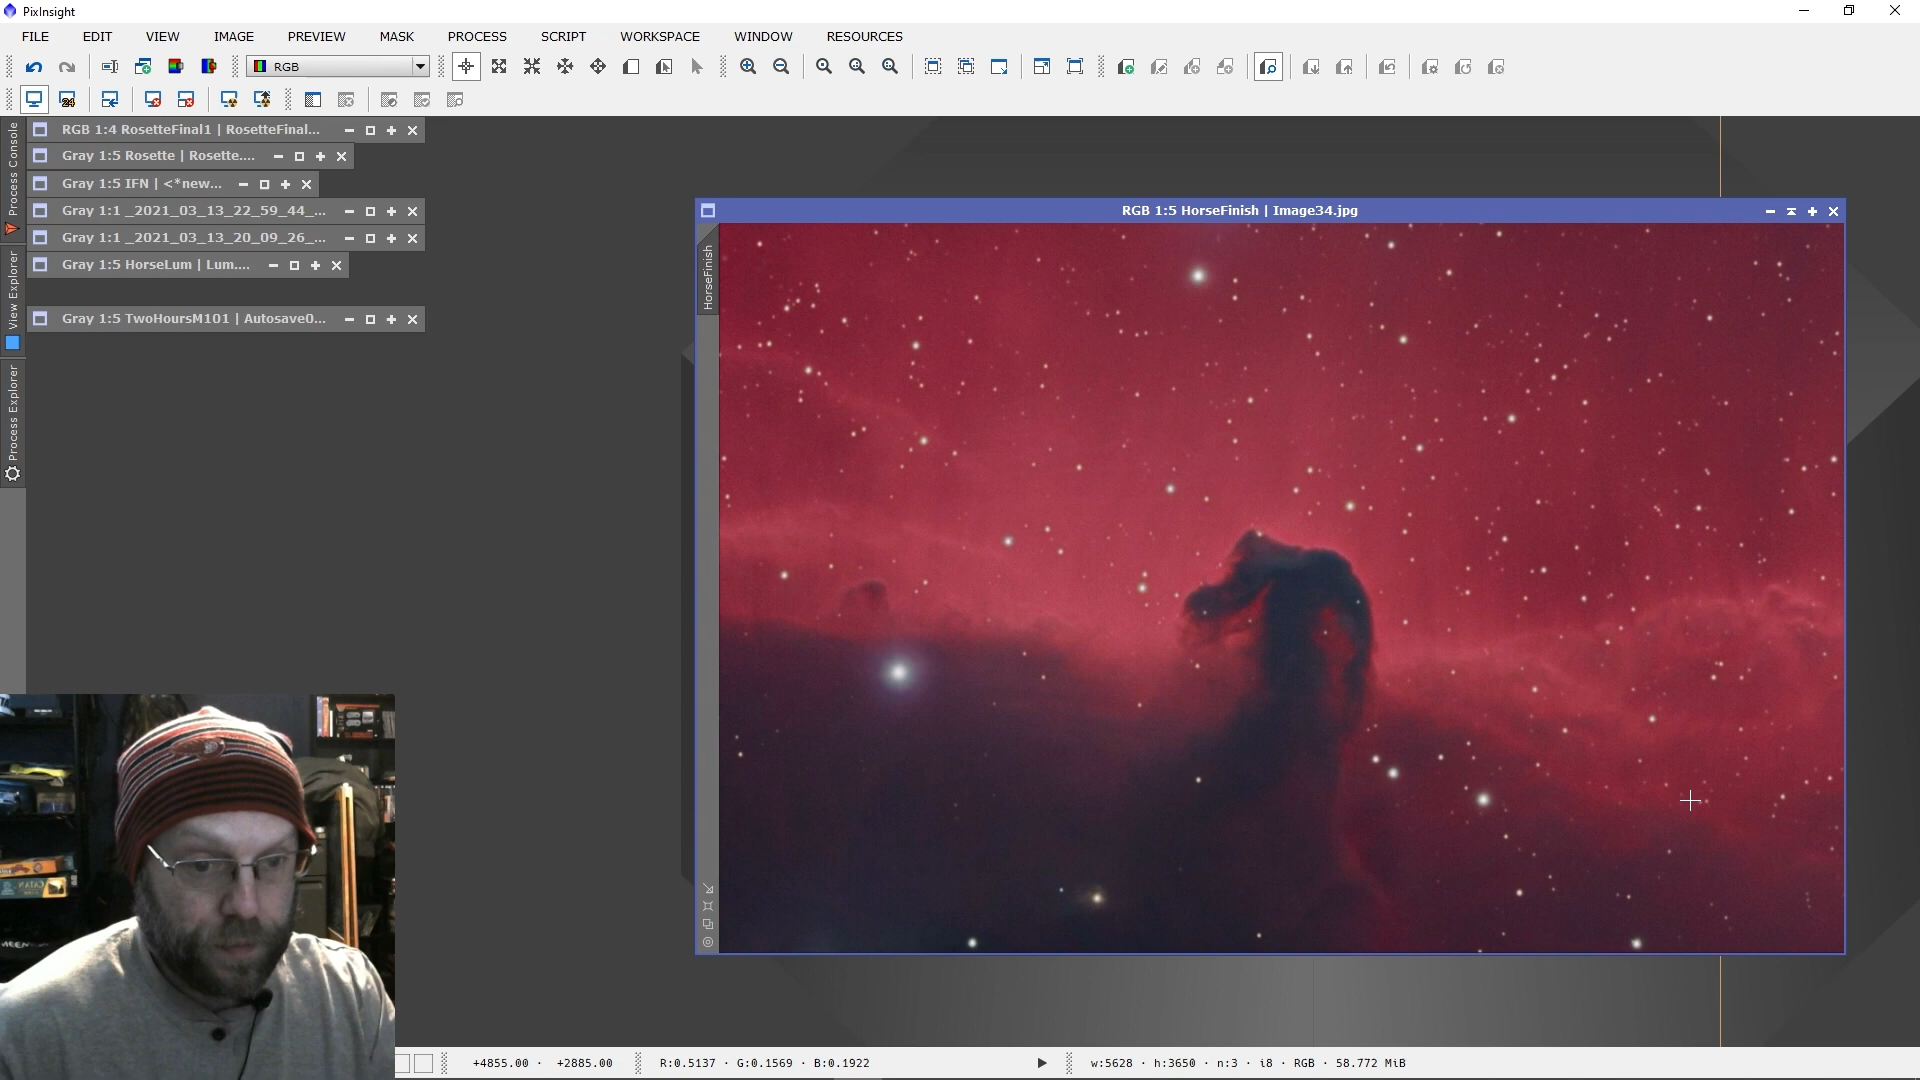 PixInsight
FILE EDIT VIEW IMAGE PREVIEW MASK PROCESS SCRIPT WORKSPACE WINDOW RESOURCES
RGB
24
Process Console
View Explorer
Process Explorer
RGB 1:4 RosetteFinal1 | RosetteFinal...
Gray 1:5 Rosette | Rosette....
Gray 1:5 IFN | <*new...
Gray 1:1 _2021_03_13_22_59_44_...
Gray 1:1 _2021_03_13_20_09_26_...
Gray 1:5 HorseLum | Lum....
Gray 1:5 TwoHoursM101 | Autosave0...
RGB 1:5 HorseFinish | Image34.jpg
HorseFinish
+4855.00 · +2885.00
R:0.5137 · G:0.1569 · B:0.1922
w:5628 · h:3650 · n:3 · i8 · RGB · 58.772 MiB